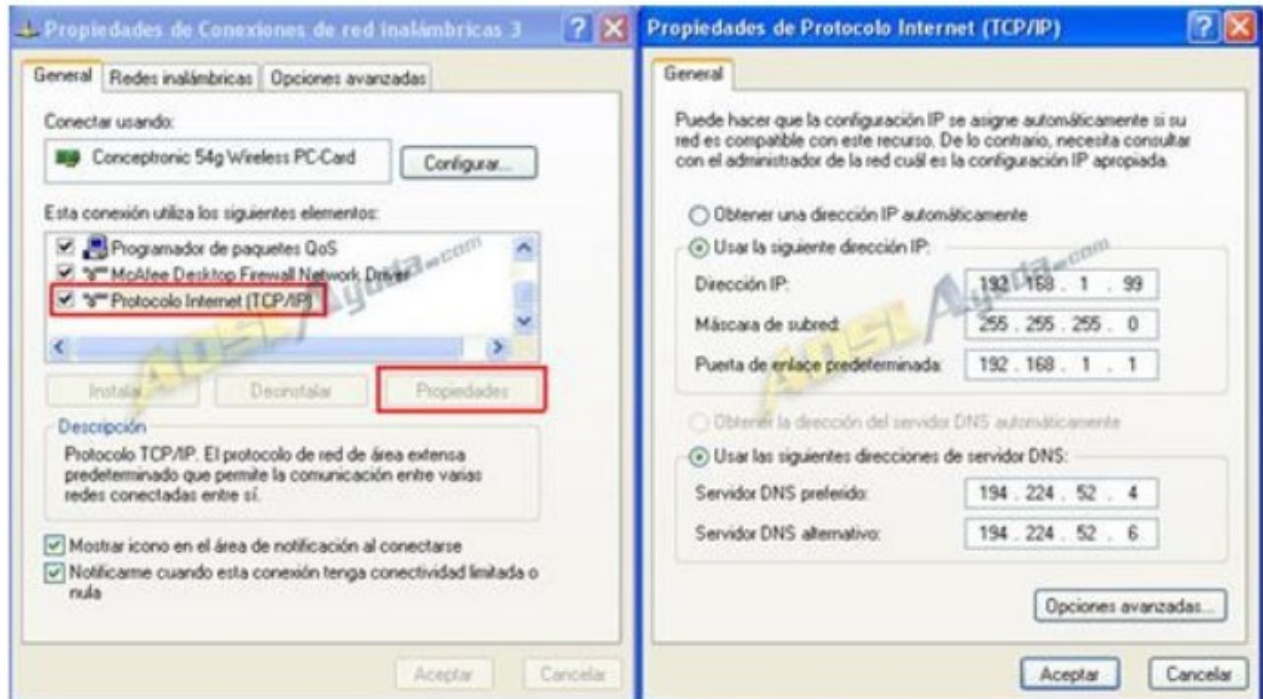 Propiedades de Conexiones de red inalámbricas 3
General
Redes inalámbricas
Opciones avanzadas
Conectar usando:
Conceptronic 54g Wireless PC-Card
Configurar...
Esta conexión utiliza los siguientes elementos:
Programador de paquetes QoS
McAfee Desktop Firewall Network Driver
Protocolo Internet (TCP/IP)
Instalar
Desinstalar
Propiedades
Descripción
Protocolo TCP/IP. El protocolo de red de área extensa
predeterminado que permite la comunicación entre varias
redes conectadas entre sí.
Mostrar icono en el área de notificación al conectarse
Notificarme cuando esta conexión tenga conectividad limitada o
nula
Aceptar
Cancelar
ADSLAyuda.com
Propiedades de Protocolo Internet (TCP/IP)
General
Puede hacer que la configuración IP se asigne automáticamente si su
red es compatible con este recurso. De lo contrario, necesita consultar
con el administrador de la red cuál es la configuración IP apropiada.
Obtener una dirección IP automáticamente
Usar la siguiente dirección IP:
Dirección IP:
192 . 168 . 1 . 99
Máscara de subred:
255 . 255 . 255 . 0
Puerta de enlace predeterminada:
192 . 168 . 1 . 1
Obtener la dirección del servidor DNS automáticamente
Usar las siguientes direcciones de servidor DNS:
Servidor DNS preferido:
194 . 224 . 52 . 4
Servidor DNS alternativo:
194 . 224 . 52 . 6
Opciones avanzadas...
Aceptar
Cancelar
ADSLAyuda.com